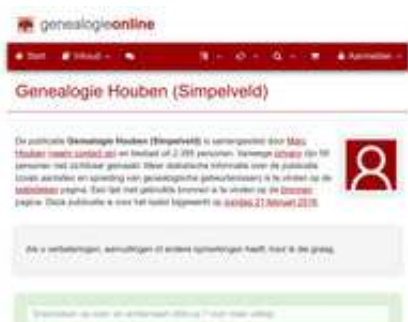 genealogieonline
Start Inhoud Aanmelden
Genealogie Houben (Simpelveld)
De publicatie Genealogie Houben (Simpelveld) is samengesteld door Marc
Houben (neem contact op) en bestaat uit 2.395 personen. Vanwege privacy zijn
personen niet zichtbaar gemaakt. Meer statistische informatie over de publicatie
(zoals aantallen en spreiding van genealogische gebeurtenissen) is te vinden op de
statistieken pagina. Een lijst met gebruikte bronnen is te vinden op de bronnen
pagina. Deze publicatie is voor het laatst bijgewerkt op zondag 21 februari 2016.
Als u verbeteringen, aanvullingen of andere opmerkingen heeft, hoor ik die graag.